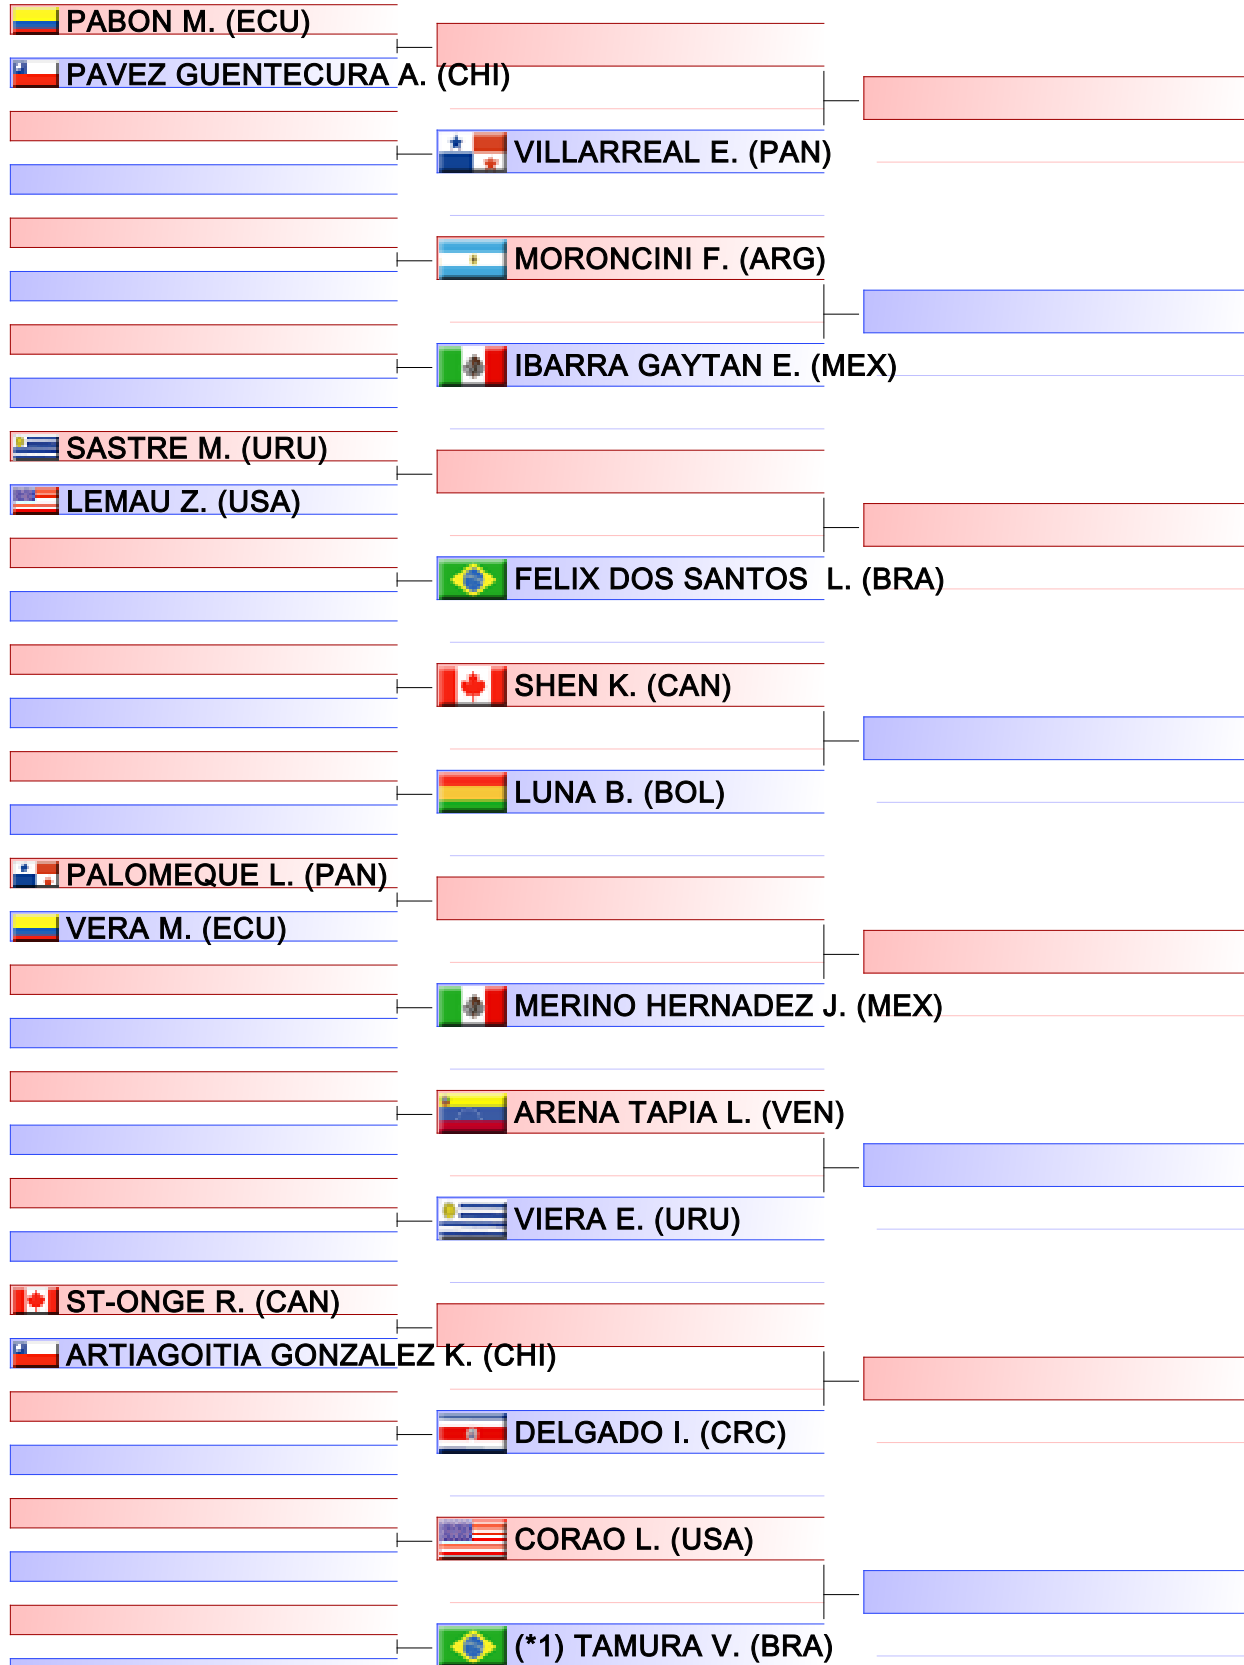 PABON M. (ECU)
PAVEZ GUENTECURA A. (CHI)
VILLARREAL E. (PAN)
MORONCINI F. (ARG)
IBARRA GAYTAN E. (MEX)
SASTRE M. (URU)
LEMAU Z. (USA)
FELIX DOS SANTOS  L. (BRA)
SHEN K. (CAN)
LUNA B. (BOL)
PALOMEQUE L. (PAN)
VERA M. (ECU)
MERINO HERNADEZ J. (MEX)
ARENA TAPIA L. (VEN)
VIERA E. (URU)
ST-ONGE R. (CAN)
ARTIAGOITIA GONZALEZ K. (CHI)
DELGADO I. (CRC)
CORAO L. (USA)
(*1) TAMURA V. (BRA)